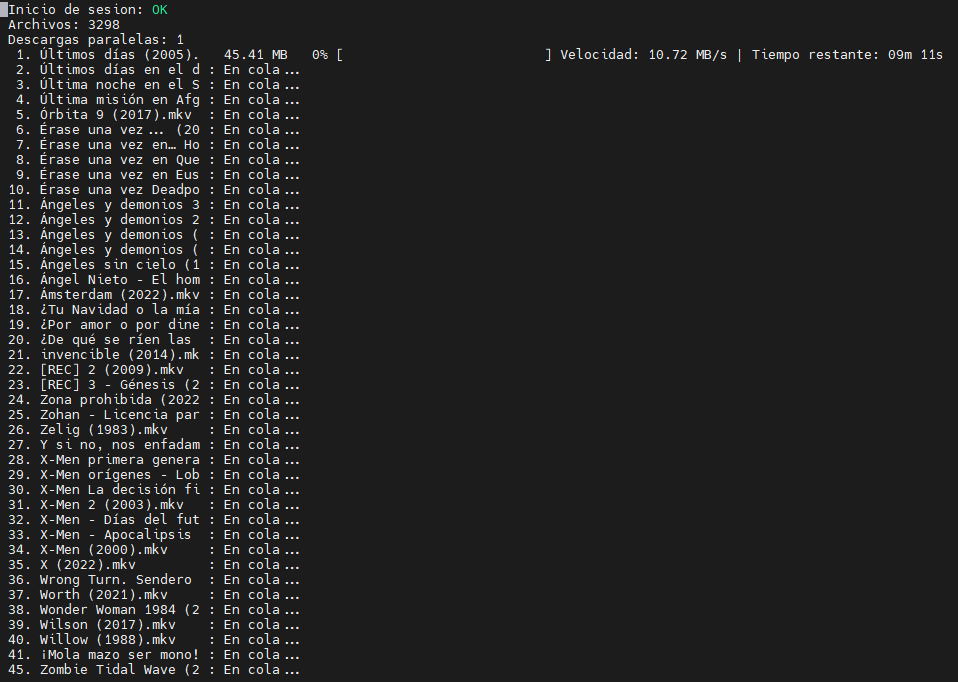 Inicio de sesion: OK
Archivos: 3298
Descargas paralelas: 1
1. Últimos días (2005). 45.41 MB 0% [ ] Velocidad: 10.72 MB/s | Tiempo restante: 09m 11s
2. Últimos días en el d : En cola...
3. Última noche en el S : En cola...
4. Última misión en Afg : En cola...
5. Órbita 9 (2017).mkv : En cola...
6. Érase una vez... (20 : En cola...
7. Érase una vez en… Ho : En cola...
8. Érase una vez en Que : En cola...
9. Érase una vez en Eus : En cola...
10. Érase una vez Deadpo : En cola...
11. Ángeles y demonios 3 : En cola...
12. Ángeles y demonios 2 : En cola...
13. Ángeles y demonios ( : En cola...
14. Ángeles y demonios ( : En cola...
15. Ángeles sin cielo (1 : En cola...
16. Ángel Nieto - El hom : En cola...
17. Ámsterdam (2022).mkv : En cola...
18. ¿Tu Navidad o la mía : En cola...
19. ¿Por amor o por dine : En cola...
20. ¿De qué se ríen las : En cola...
21. invencible (2014).mk : En cola...
22. [REC] 2 (2009).mkv : En cola...
23. [REC] 3 - Génesis (2 : En cola...
24. Zona prohibida (2022 : En cola...
25. Zohan - Licencia par : En cola...
26. Zelig (1983).mkv : En cola...
27. Y si no, nos enfadam : En cola...
28. X-Men primera genera : En cola...
29. X-Men orígenes - Lob : En cola...
30. X-Men La decisión fi : En cola...
31. X-Men 2 (2003).mkv : En cola...
32. X-Men - Días del fut : En cola...
33. X-Men - Apocalipsis : En cola...
34. X-Men (2000).mkv : En cola...
35. X (2022).mkv : En cola...
36. Wrong Turn. Sendero : En cola...
37. Worth (2021).mkv : En cola...
38. Wonder Woman 1984 (2 : En cola...
39. Wilson (2017).mkv : En cola...
40. Willow (1988).mkv : En cola...
41. ¡Mola mazo ser mono! : En cola...
45. Zombie Tidal Wave (2 : En cola...